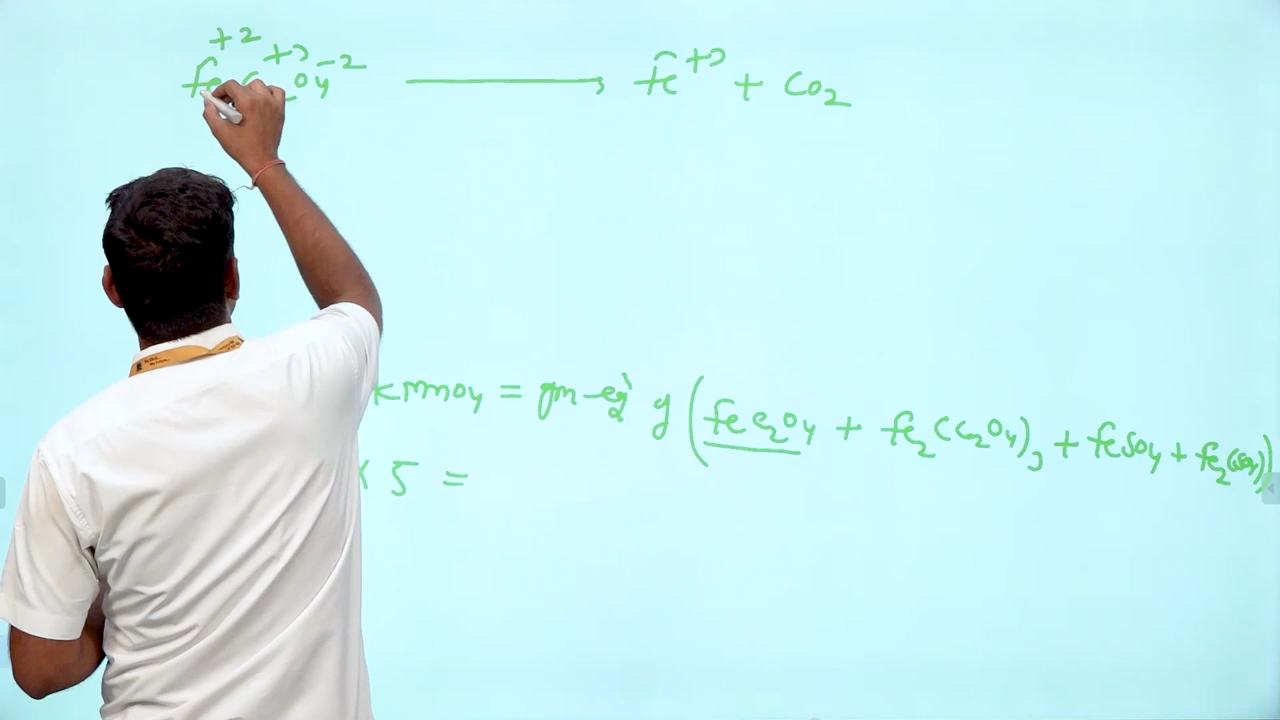 +2 +3 -2
Fe C2O4 ⟶ Fe+3 + CO2
KMnO4 = gm-eq' of (FeC2O4 + Fe2(C2O4)3 + FeSO4 + Fe2(SO4)3)
× 5 =